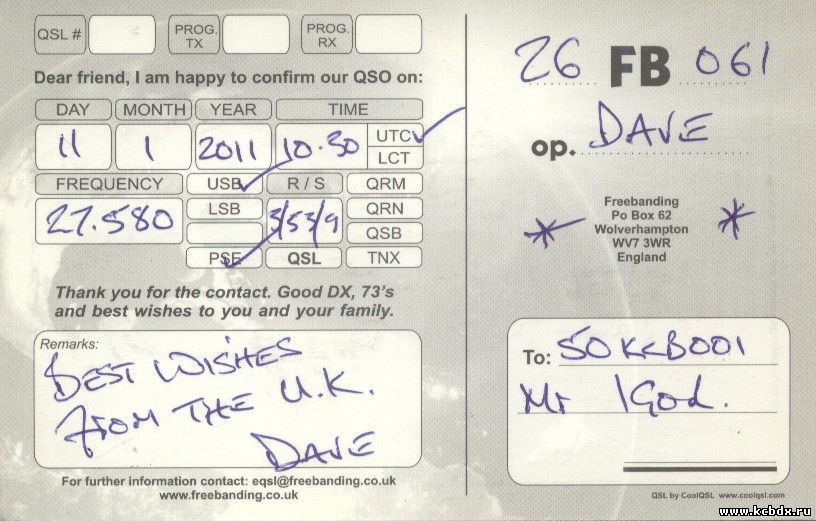 QSL #
PROG. TX
PROG. RX
Dear friend, I am happy to confirm our QSO on:
DAY MONTH YEAR TIME
11 1 2011 10.30 UTC
LCT
FREQUENCY USB R / S QRM
27.580 LSB QRN
QSB
PSE QSL TNX
Thank you for the contact. Good DX, 73's
and best wishes to you and your family.
Remarks:
BEST WISHES
FROM THE U.K.
DAVE
For further information contact: eqsl@freebanding.co.uk
www.freebanding.co.uk
26 FB 061
op. DAVE
Freebanding
Po Box 62
Wolverhampton
WV7 3WR
England
To: 50KCB001
Mr IGOR.
QSL by CoolQSL www.coolqsl.com
www.kcbdx.ru